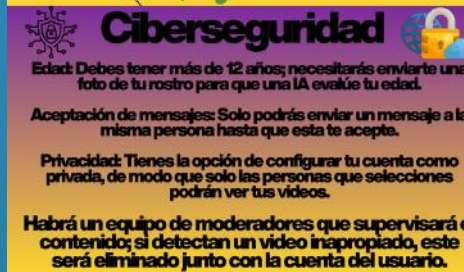 Ciberseguridad
Edad: Debes tener más de 12 años; necesitarás enviarte una
foto de tu rostro para que una IA evalúe tu edad.
Aceptación de mensajes: Solo podrás enviar un mensaje a la
misma persona hasta que esta te acepte.
Privacidad: Tienes la opción de configurar tu cuenta como
privada, de modo que solo las personas que selecciones
podrán ver tus videos.
Habrá un equipo de moderadores que supervisará e
contenido; si detectan un video inapropiado, este
será eliminado junto con la cuenta del usuario.